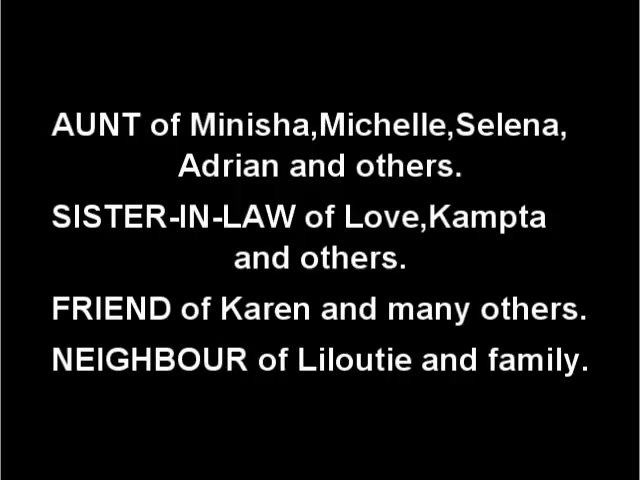 AUNT of Minisha,Michelle,Selena,
Adrian and others.
SISTER-IN-LAW of Love,Kampta
and others.
FRIEND of Karen and many others.
NEIGHBOUR of Liloutie and family.